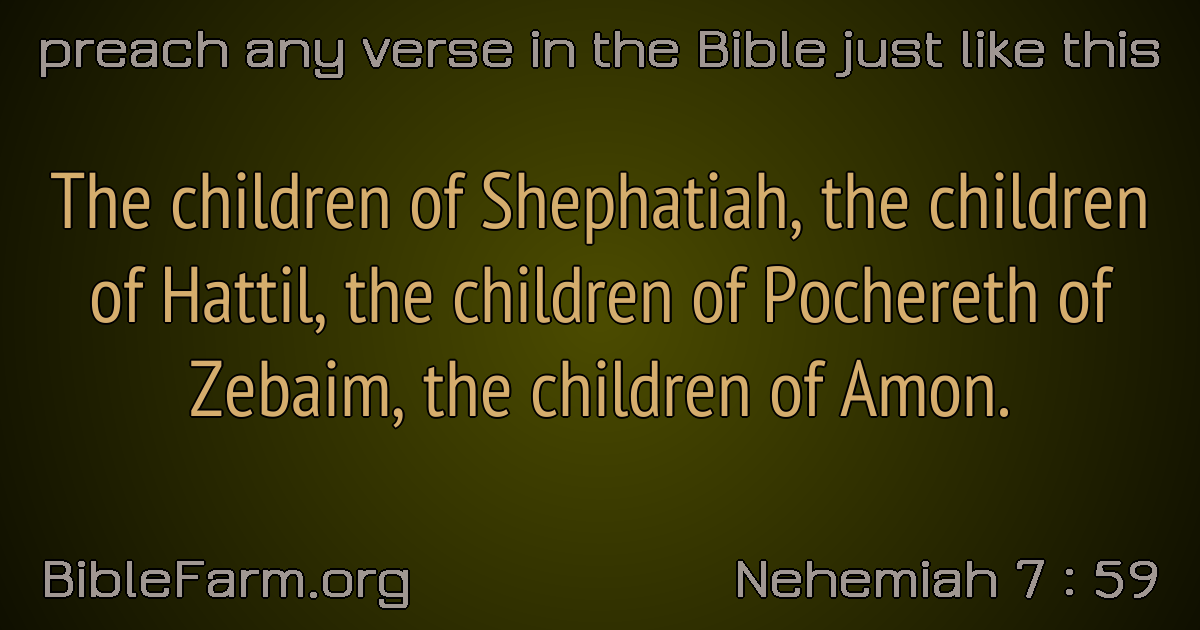 preach any verse in the Bible just like this
The children of Shephatiah, the children
of Hattil, the children of Pochereth of
Zebaim, the children of Amon.
BibleFarm.org
Nehemiah 7 : 59